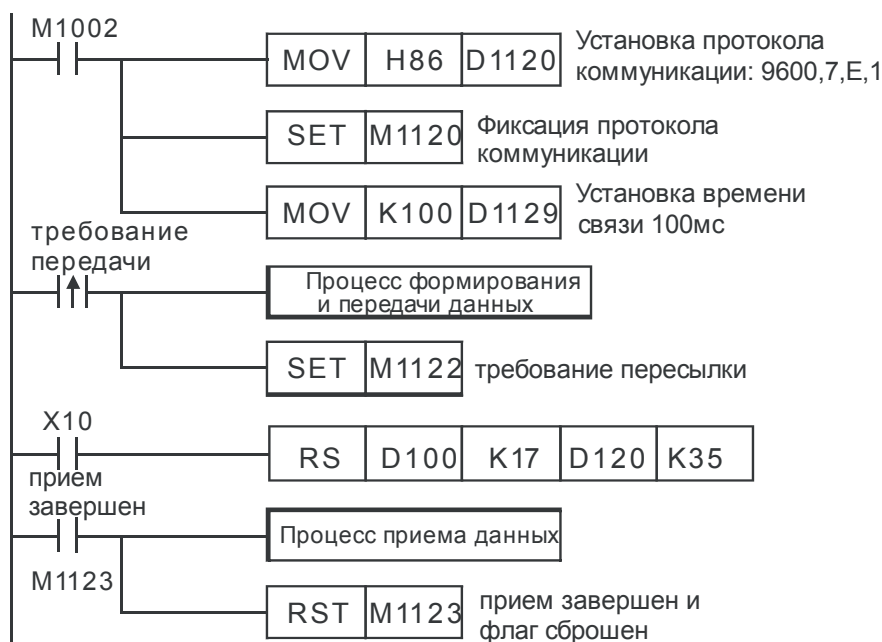 M1002
MOV H86 D1120
Установка протокола
коммуникации: 9600,7,E,1
SET M1120
Фиксация протокола
коммуникации
MOV K100 D1129
Установка времени
связи 100мс
требование
передачи
Процесс формирования
и передачи данных
SET M1122
требование пересылки
X10
RS D100 K17 D120 K35
прием
завершен
Процесс приема данных
M1123
RST M1123
прием завершен и
флаг сброшен